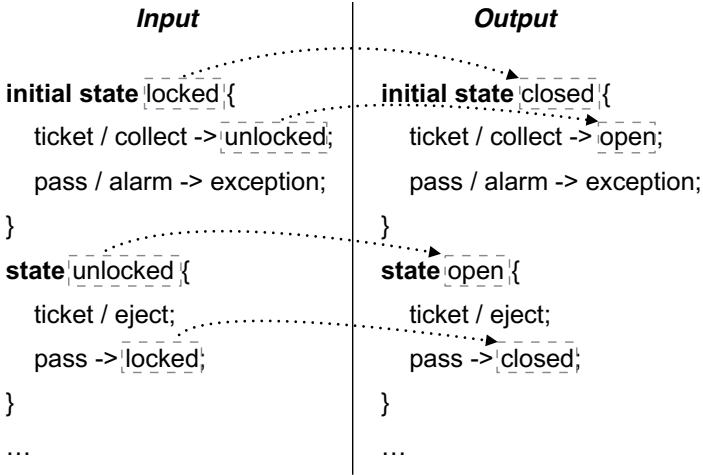 Input
initial state locked {
ticket / collect -> unlocked;
pass / alarm -> exception;
}
state unlocked {
ticket / eject;
pass -> locked;
}
…
Output
initial state closed {
ticket / collect -> open;
pass / alarm -> exception;
}
state open {
ticket / eject;
pass -> closed;
}
…